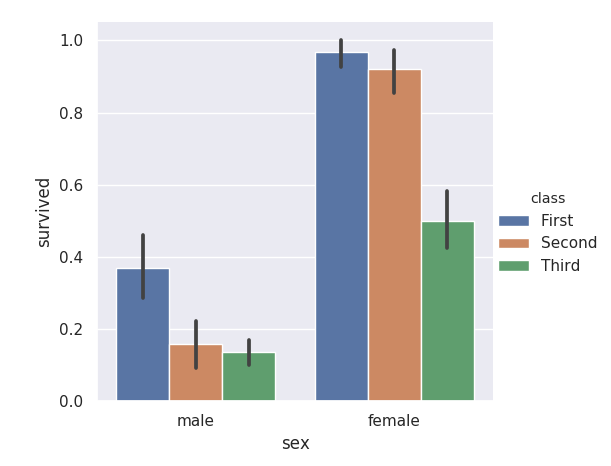 1.0
0.8
0.6
0.4
0.2
0.0
survived
male
female
sex
class
First
Second
Third